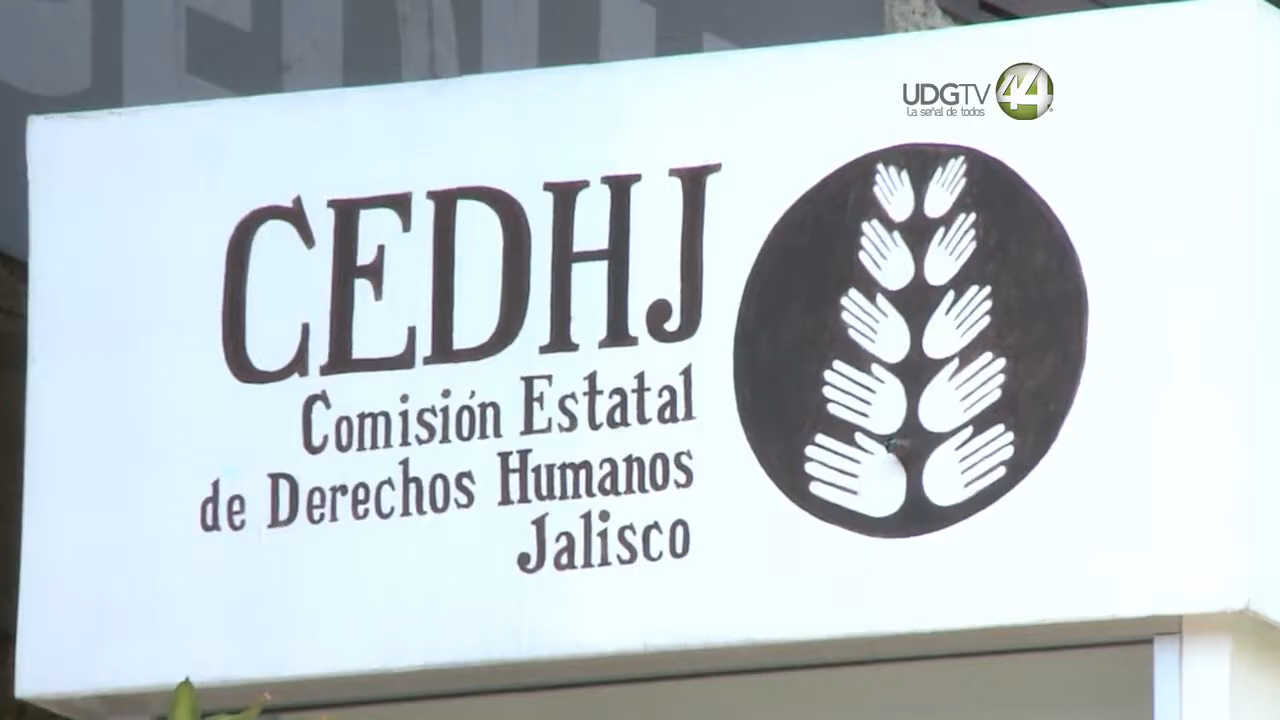 UDGTV 44
La señal de todos
CEDHJ
Comisión Estatal
de Derechos Humanos
Jalisco